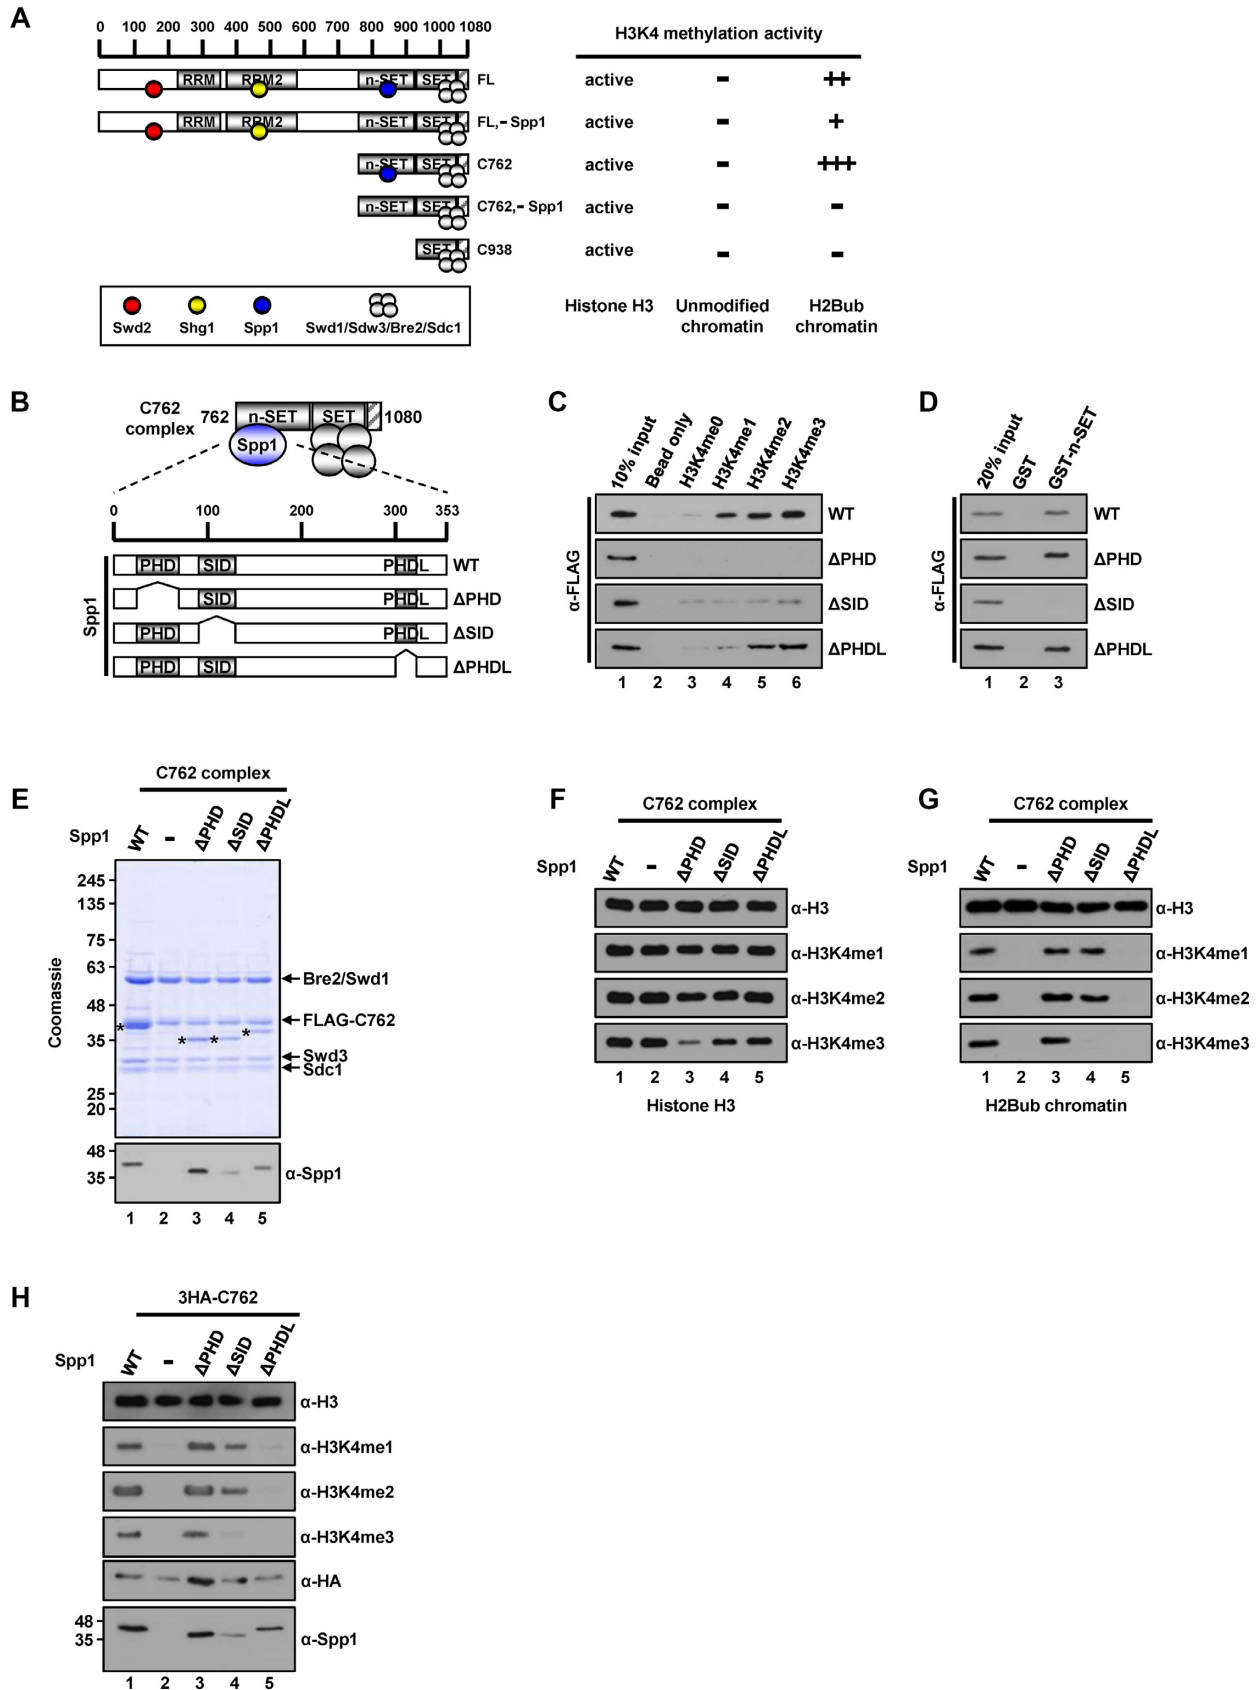 A
0 100 200 300 400 500 600 700 800 900 1000 1080
H3K4 methylation activity
RRM RRM2 n-SET SET FL active - ++
RRM RRM2 n-SET SET FL,- Spp1 active - +
n-SET SET C762 active - +++
n-SET SET C762,- Spp1 active - -
SET C938 active - -
Swd2 Shg1 Spp1 Swd1/Sdw3/Bre2/Sdc1
Histone H3 Unmodified chromatin H2Bub chromatin
B
C762 complex 762 n-SET SET 1080
Spp1
0 100 200 300 353
Spp1
PHD SID PHDL WT
SID PHDL ΔPHD
PHD PHDL ΔSID
PHD SID ΔPHDL
C
10% input Bead only H3K4me0 H3K4me1 H3K4me2 H3K4me3
α-FLAG
WT
ΔPHD
ΔSID
ΔPHDL
1 2 3 4 5 6
D
20% input GST GST-n-SET
α-FLAG
WT
ΔPHD
ΔSID
ΔPHDL
1 2 3
E
C762 complex
Spp1 WT - ΔPHD ΔSID ΔPHDL
Coomassie
245
135
75
63
Bre2/Swd1
48
FLAG-C762
* * * *
35
Swd3
Sdc1
25
20
48
35
α-Spp1
1 2 3 4 5
F
C762 complex
Spp1 WT - ΔPHD ΔSID ΔPHDL
α-H3
α-H3K4me1
α-H3K4me2
α-H3K4me3
1 2 3 4 5
Histone H3
G
C762 complex
Spp1 WT - ΔPHD ΔSID ΔPHDL
α-H3
α-H3K4me1
α-H3K4me2
α-H3K4me3
1 2 3 4 5
H2Bub chromatin
H
3HA-C762
Spp1 WT - ΔPHD ΔSID ΔPHDL
α-H3
α-H3K4me1
α-H3K4me2
α-H3K4me3
α-HA
48
35
α-Spp1
1 2 3 4 5